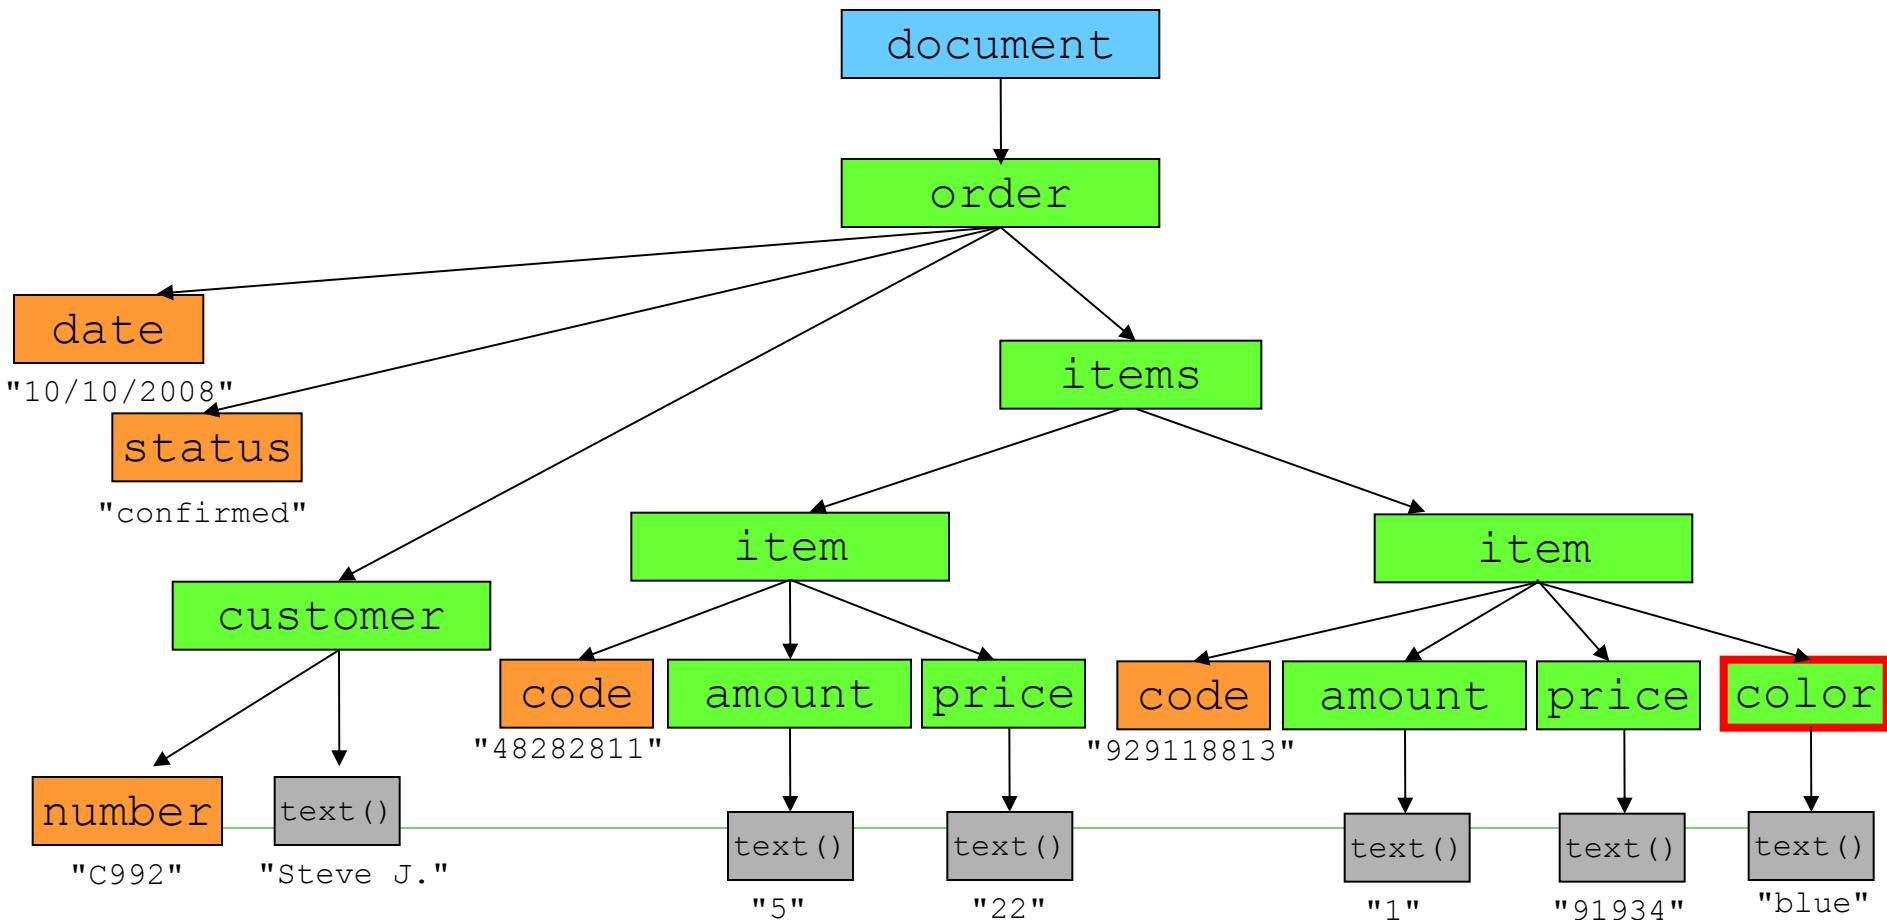 document
order
date
"10/10/2008"
items
status
"confirmed"
item
item
customer
code
amount
price
code
amount
price
color
"48282811"
"929118813"
number
text()
text()
text()
text()
text()
text()
"C992"
"Steve J."
"5"
"22"
"1"
"91934"
"blue"